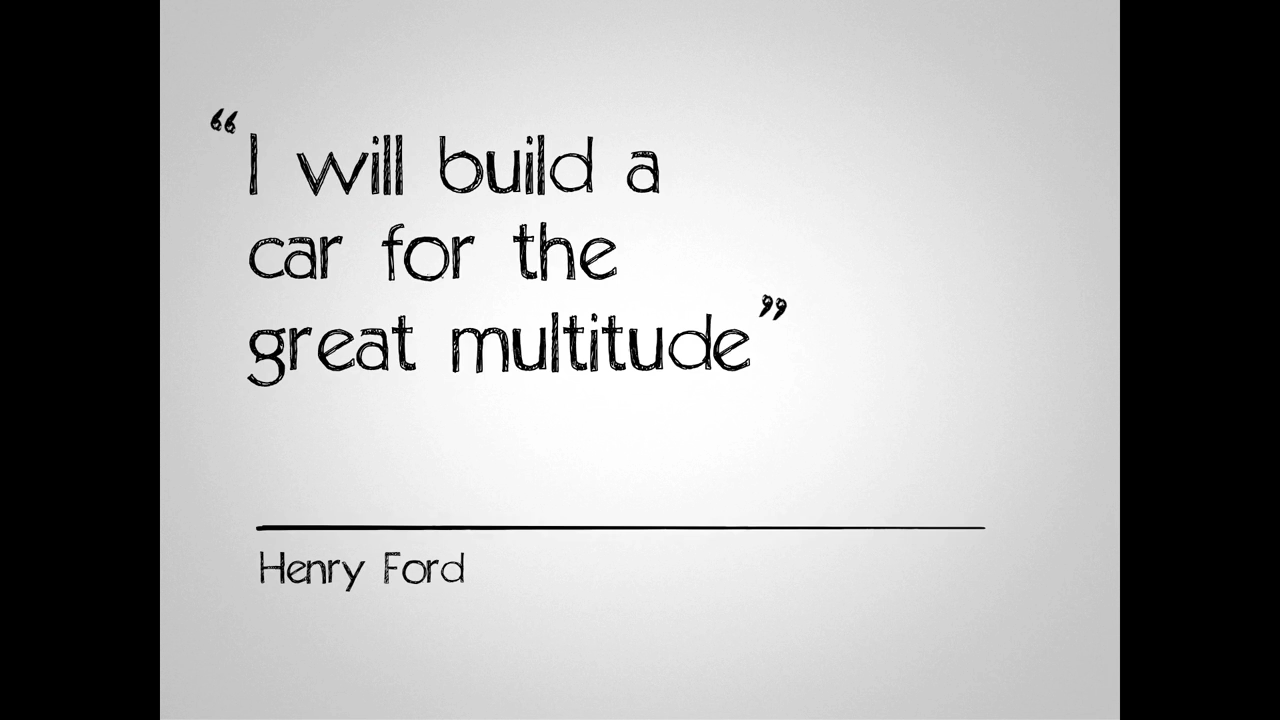 “I will build a
car for the
great multitude”
Henry Ford